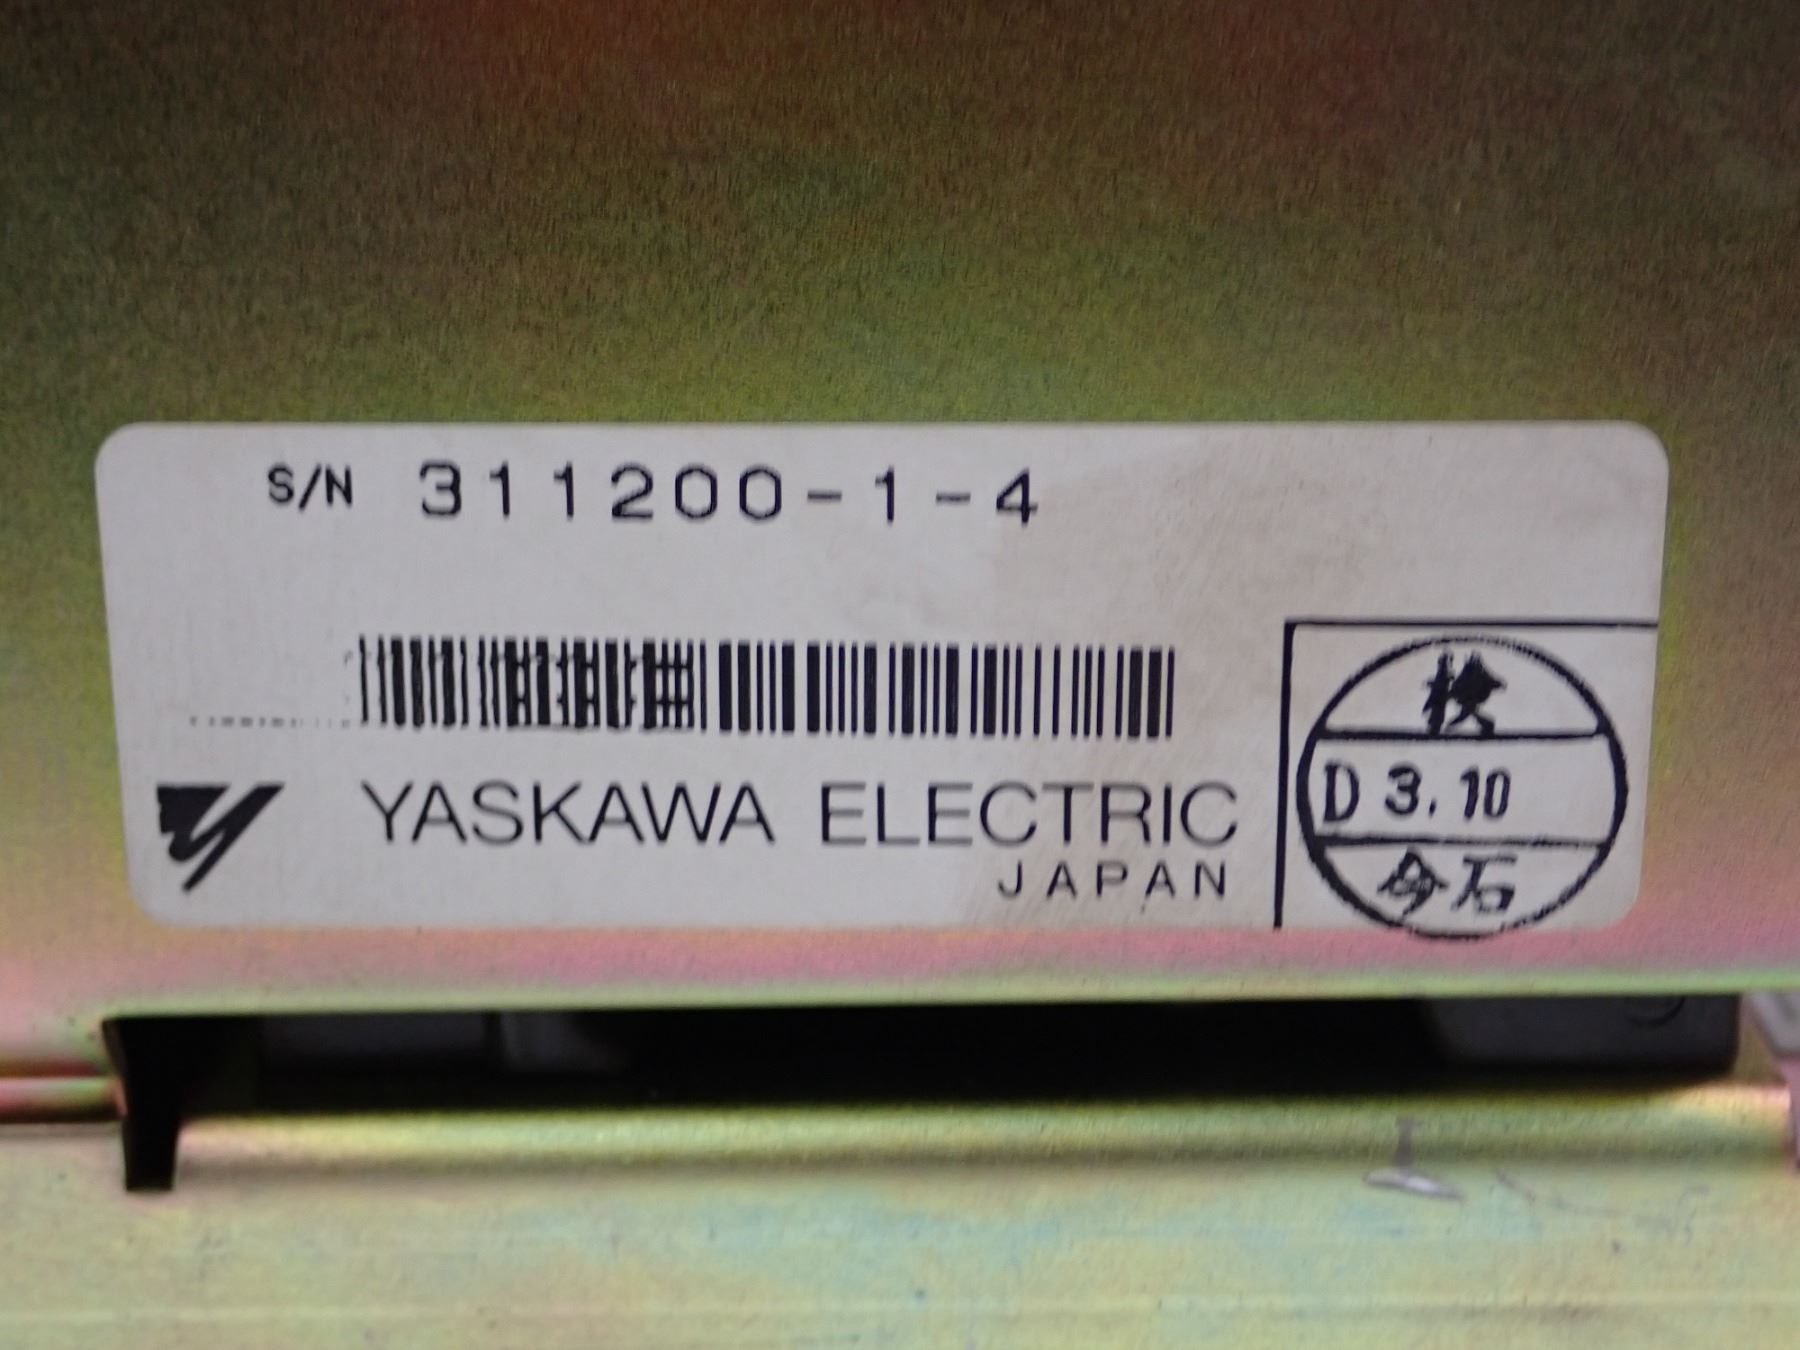 S/N 311200-1-4
YASKAWA ELECTRIC
JAPAN
検
D 3.10
今石